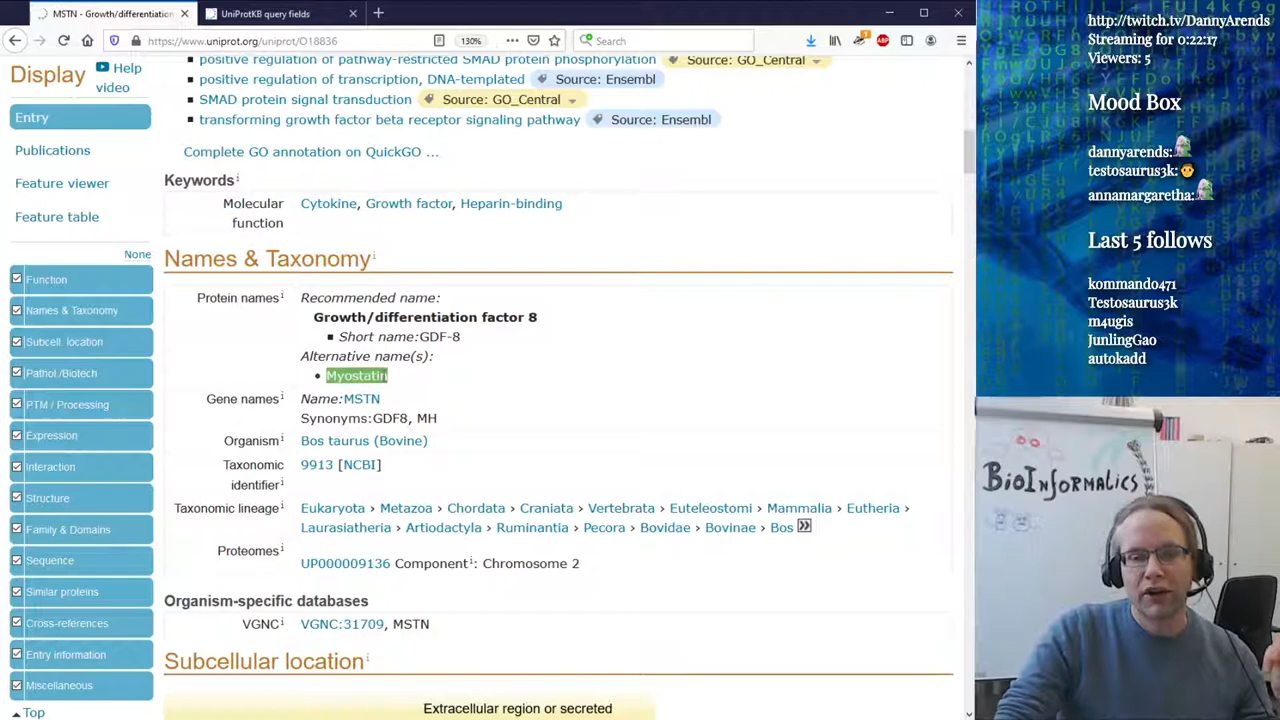 MSTN - Growth/differentiation
UniProtKB query fields
https://www.uniprot.org/uniprot/O18836
130%
Search
Display
Help
video
Entry
Publications
Feature viewer
Feature table
None
Function
Names & Taxonomy
Subcell. location
Pathol./Biotech
PTM / Processing
Expression
Interaction
Structure
Family & Domains
Sequence
Similar proteins
Cross-references
Entry information
Miscellaneous
Top
positive regulation of pathway-restricted SMAD protein phosphorylation Source: GO_Central
positive regulation of transcription, DNA-templated Source: Ensembl
SMAD protein signal transduction Source: GO_Central
transforming growth factor beta receptor signaling pathway Source: Ensembl
Complete GO annotation on QuickGO ...
Keywords i
Molecular function Cytokine, Growth factor, Heparin-binding
Names & Taxonomy i
Protein names i Recommended name:
Growth/differentiation factor 8
Short name:GDF-8
Alternative name(s):
Myostatin
Gene names i Name:MSTN
Synonyms:GDF8, MH
Organism i Bos taurus (Bovine)
Taxonomic identifier i 9913 [NCBI]
Taxonomic lineage i Eukaryota › Metazoa › Chordata › Craniata › Vertebrata › Euteleostomi › Mammalia › Eutheria ›
Laurasiatheria › Artiodactyla › Ruminantia › Pecora › Bovidae › Bovinae › Bos
Proteomes i UP000009136 Component i: Chromosome 2
Organism-specific databases
VGNC i VGNC:31709, MSTN
Subcellular location i
Extracellular region or secreted
http://twitch.tv/DannyArends
Streaming for 0:22:17
Viewers: 5
Mood Box
dannyarends:
testosaurus3k:
annamargaretha:
Last 5 follows
kommando471
Testosaurus3k
m4ugis
JunlingGao
autokadd
BioInformatics